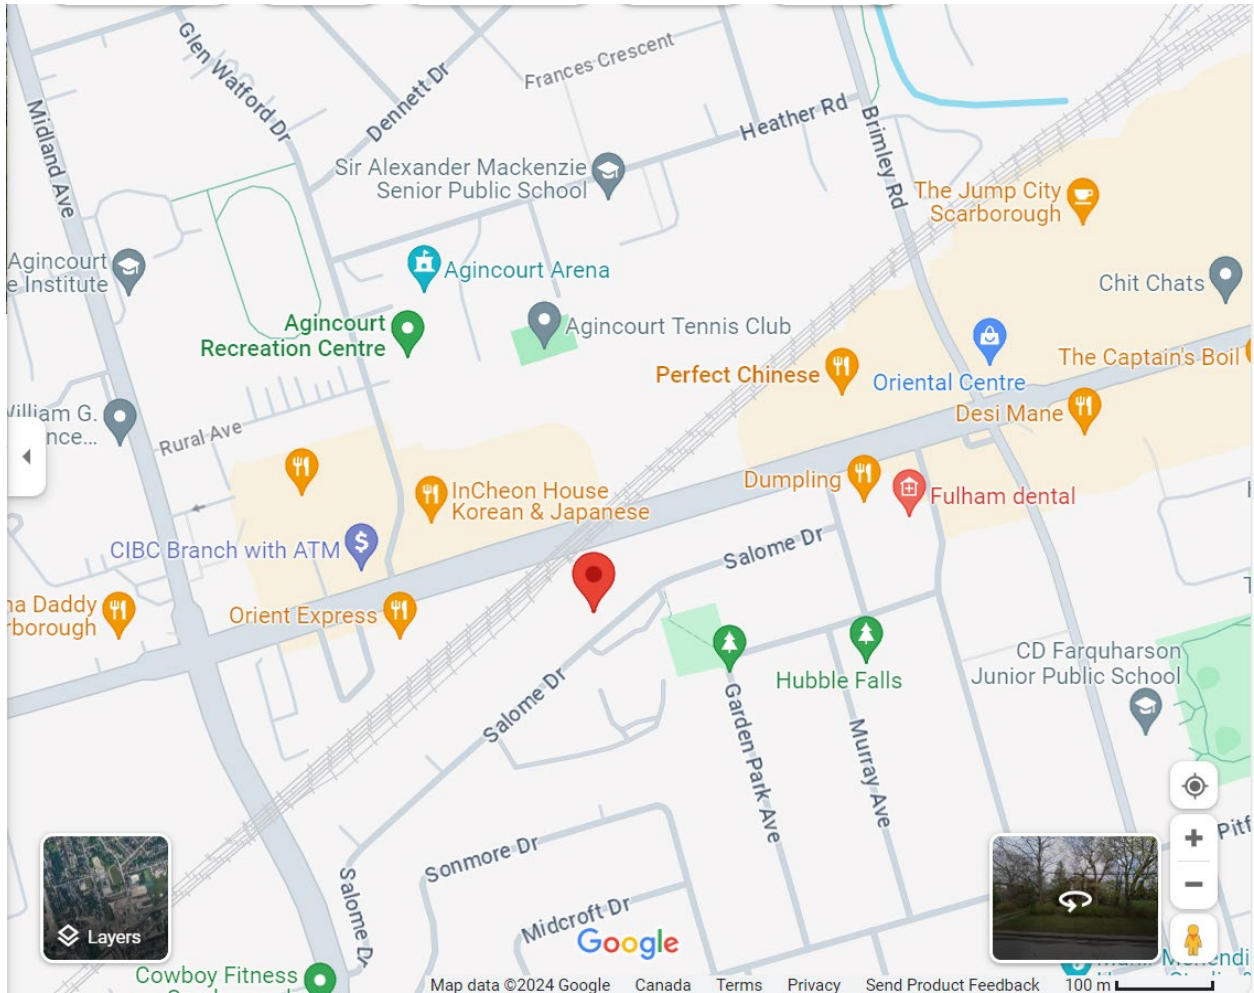 Glen Watford Dr
Dennett Dr
Frances Crescent
Midland Ave
Heather Rd
Brimley Rd
Sir Alexander Mackenzie
Senior Public School
The Jump City
Scarborough
Agincourt
e Institute
Agincourt Arena
Chit Chats
Agincourt
Recreation Centre
Agincourt Tennis Club
Perfect Chinese
Oriental Centre
The Captain's Boil
Desi Mane
William G.
nce...
Rural Ave
InCheon House
Korean & Japanese
Dumpling
Fulham dental
CIBC Branch with ATM
Salome Dr
Orient Express
Daddy
rborough
CD Farquharson
Junior Public School
Hubble Falls
Salome Dr
Garden Park Ave
Murray Ave
Pitf
Sonmore Dr
Salome Dr
Midcroft Dr
Layers
Google
Cowboy Fitness
Map data ©2024 Google
Canada
Terms
Privacy
Send Product Feedback
100 m